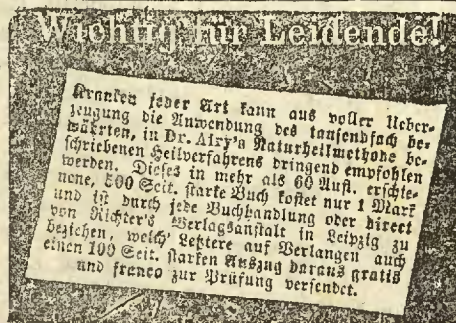 Wichtig für Leidende!
Kranken jeder Art kann aus voller Ueber-
zeugung die Anwendung des tausendfach be-
währten, in Dr. Airy's Naturheilmethode be-
schriebenen Heilverfahrens dringend empfohlen
werden. Dieses in mehr als 60 Aufl. erschie-
nene, 500 Seit. starke Buch kostet nur 1 Mark
und ist durch jede Buchhandlung oder direct
von Richter's Verlagsanstalt in Leipzig zu
beziehen, welch' Letztere auf Verlangen auch
einen 100 Seit. starken Auszug daraus gratis
und franco zur Prüfung versendet.